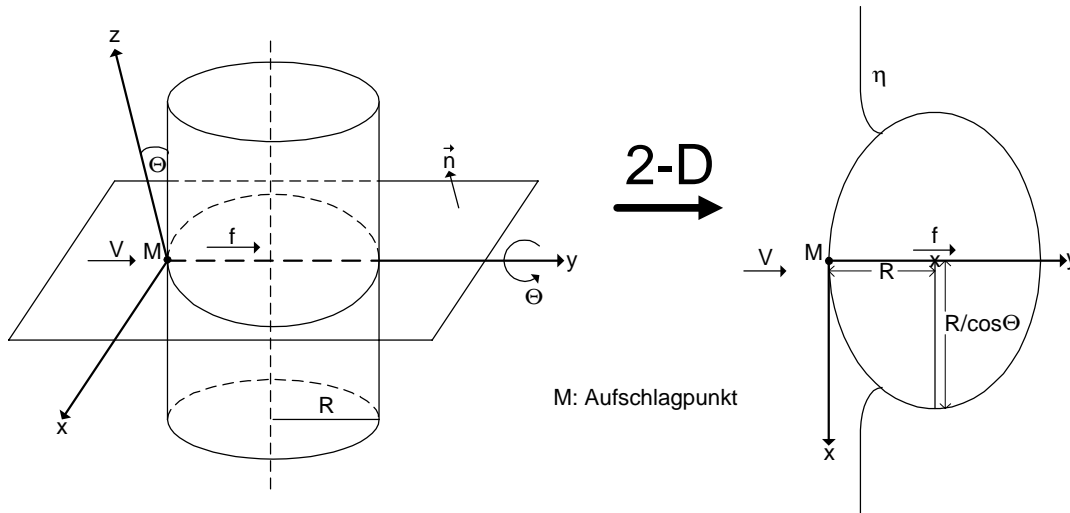 z
Θ
n
V
M
f
y
Θ
x
R
2-D
M: Aufschlagpunkt
η
V
M
f
x
R
y
R/cosΘ
x